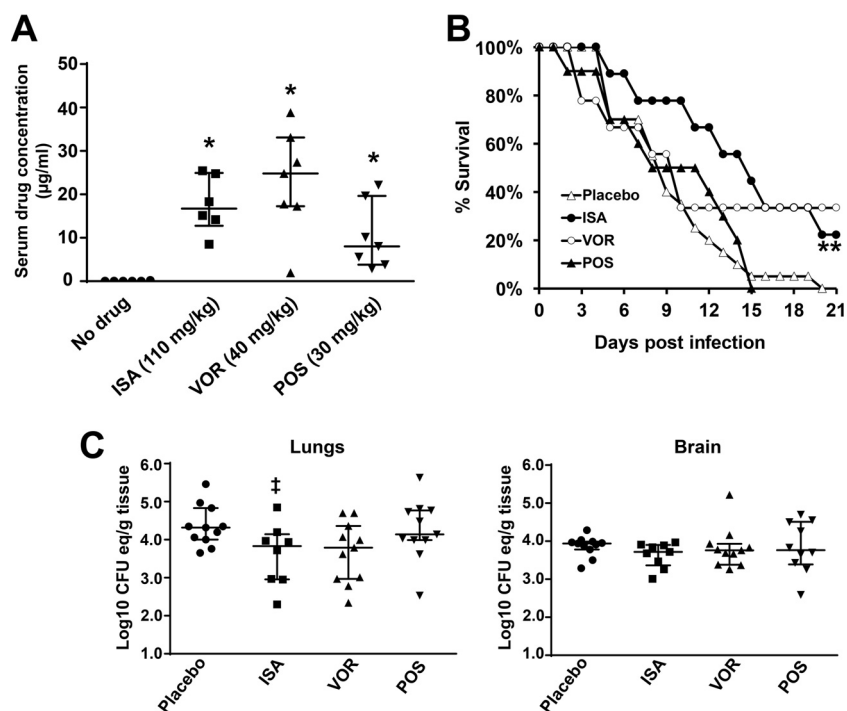 A
Serum drug concentration
(µg/ml)
50
40
30
20
10
0
*
*
*
No drug
ISA (110 mg/kg)
VOR (40 mg/kg)
POS (30 mg/kg)
B
% Survival
100%
80%
60%
40%
20%
0%
Placebo
ISA
VOR
POS
**
0 3 6 9 12 15 18 21
Days post infection
C
Lungs
Log10 CFU eq/g tissue
6.0
5.0
4.0
3.0
2.0
1.0
‡
Placebo
ISA
VOR
POS
Brain
Log10 CFU eq/g tissue
6.0
5.0
4.0
3.0
2.0
1.0
Placebo
ISA
VOR
POS